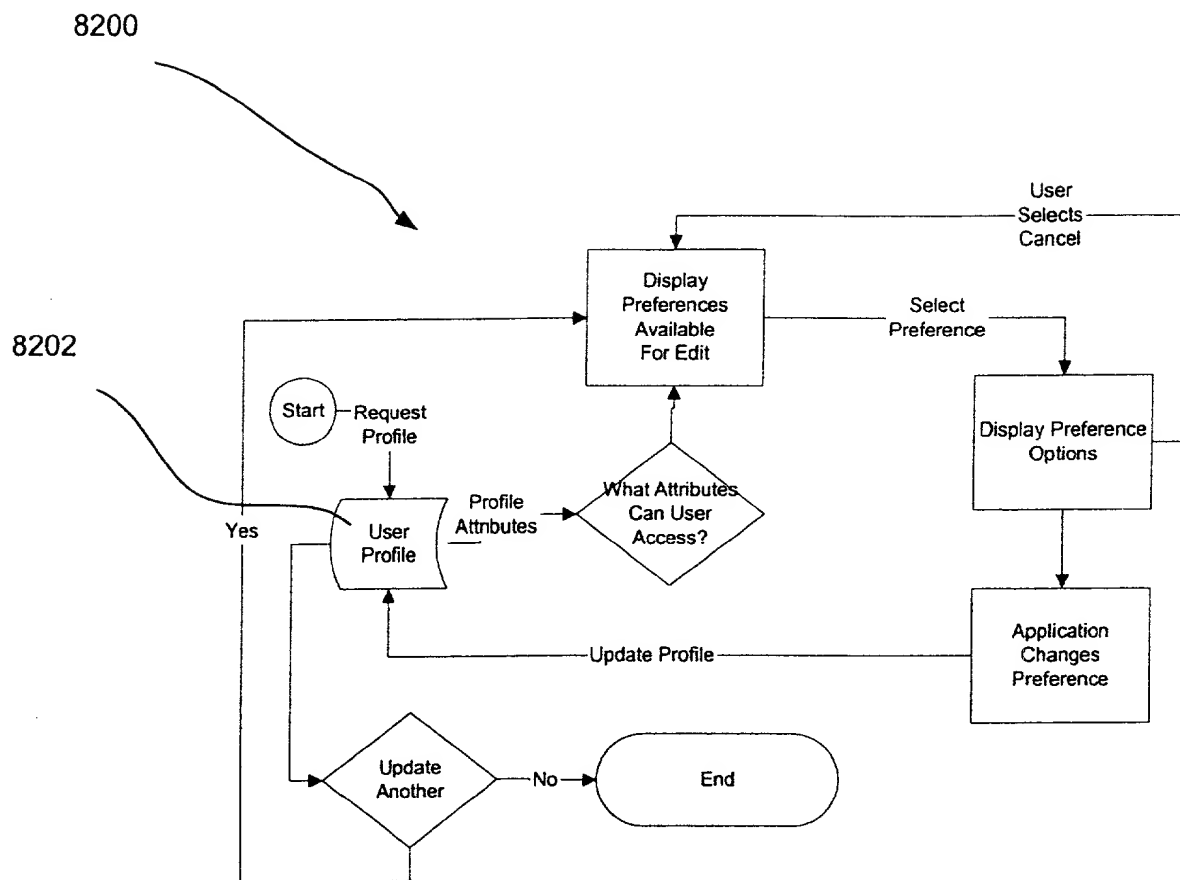 8200
User
Selects
Cancel
Display
Preferences
Available
For Edit
Select
Preference
8202
Start
Request
Profile
Display Preference
Options
What Attributes
Can User
Access?
Profile
Attributes
User
Profile
Yes
Application
Changes
Preference
Update Profile
Update
Another
No
End